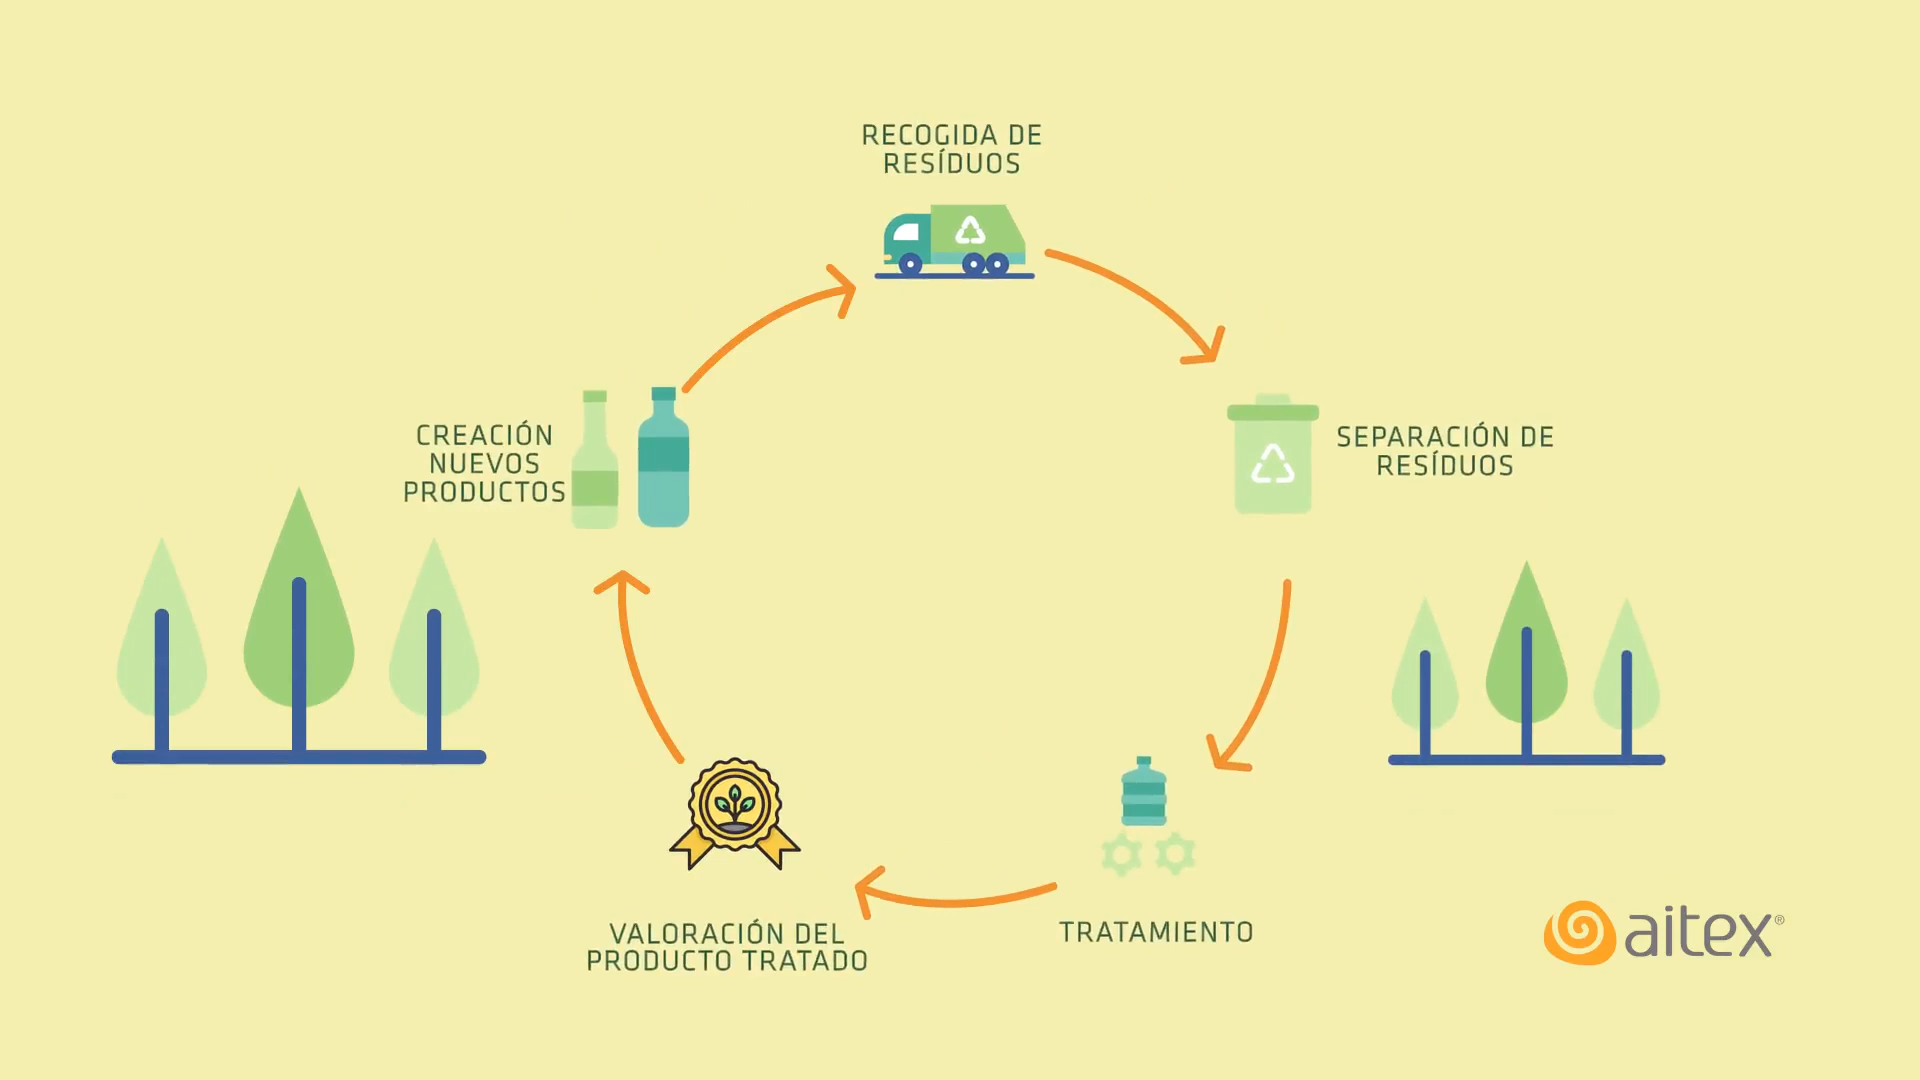 RECOGIDA DE
RESÍDUOS
SEPARACIÓN DE
RESÍDUOS
TRATAMIENTO
VALORACIÓN DEL
PRODUCTO TRATADO
CREACIÓN
NUEVOS
PRODUCTOS
aitex®